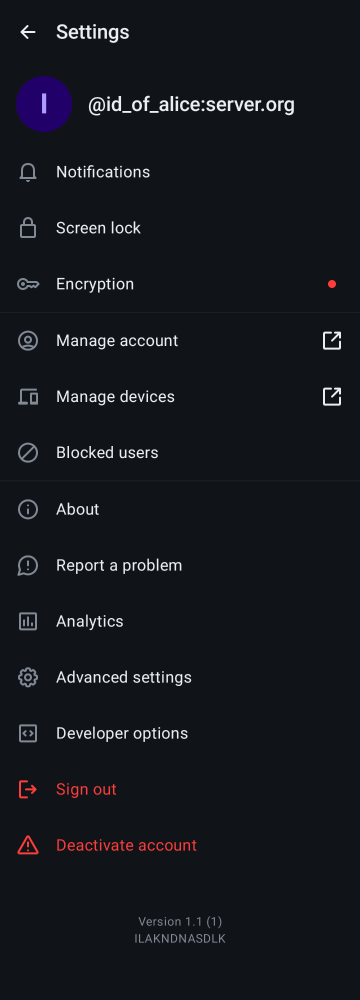 Settings
I
@id_of_alice:server.org
Notifications
Screen lock
Encryption
Manage account
Manage devices
Blocked users
About
Report a problem
Analytics
Advanced settings
Developer options
Sign out
Deactivate account
Version 1.1 (1)
ILAKNDNASDLK